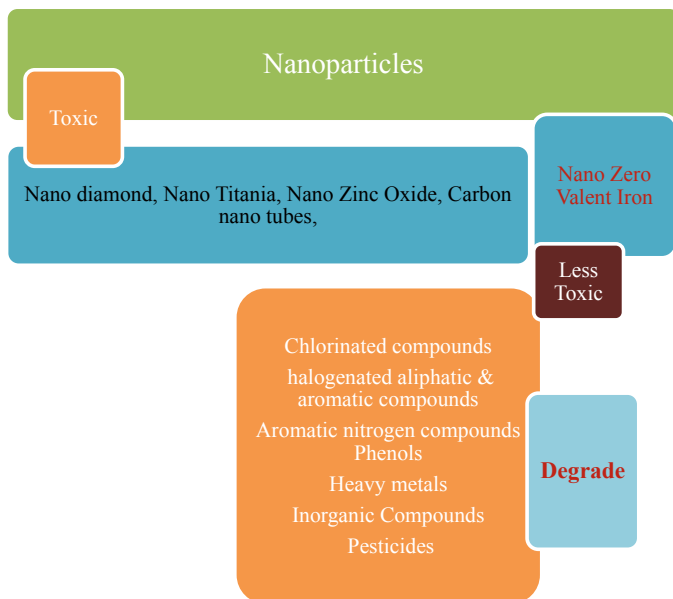 Nanoparticles
Toxic
Nano diamond, Nano Titania, Nano Zinc Oxide, Carbon
nano tubes,
Nano Zero
Valent Iron
Less
Toxic
Chlorinated compounds
halogenated aliphatic &
aromatic compounds
Aromatic nitrogen compounds
Phenols
Heavy metals
Inorganic Compounds
Pesticides
Degrade